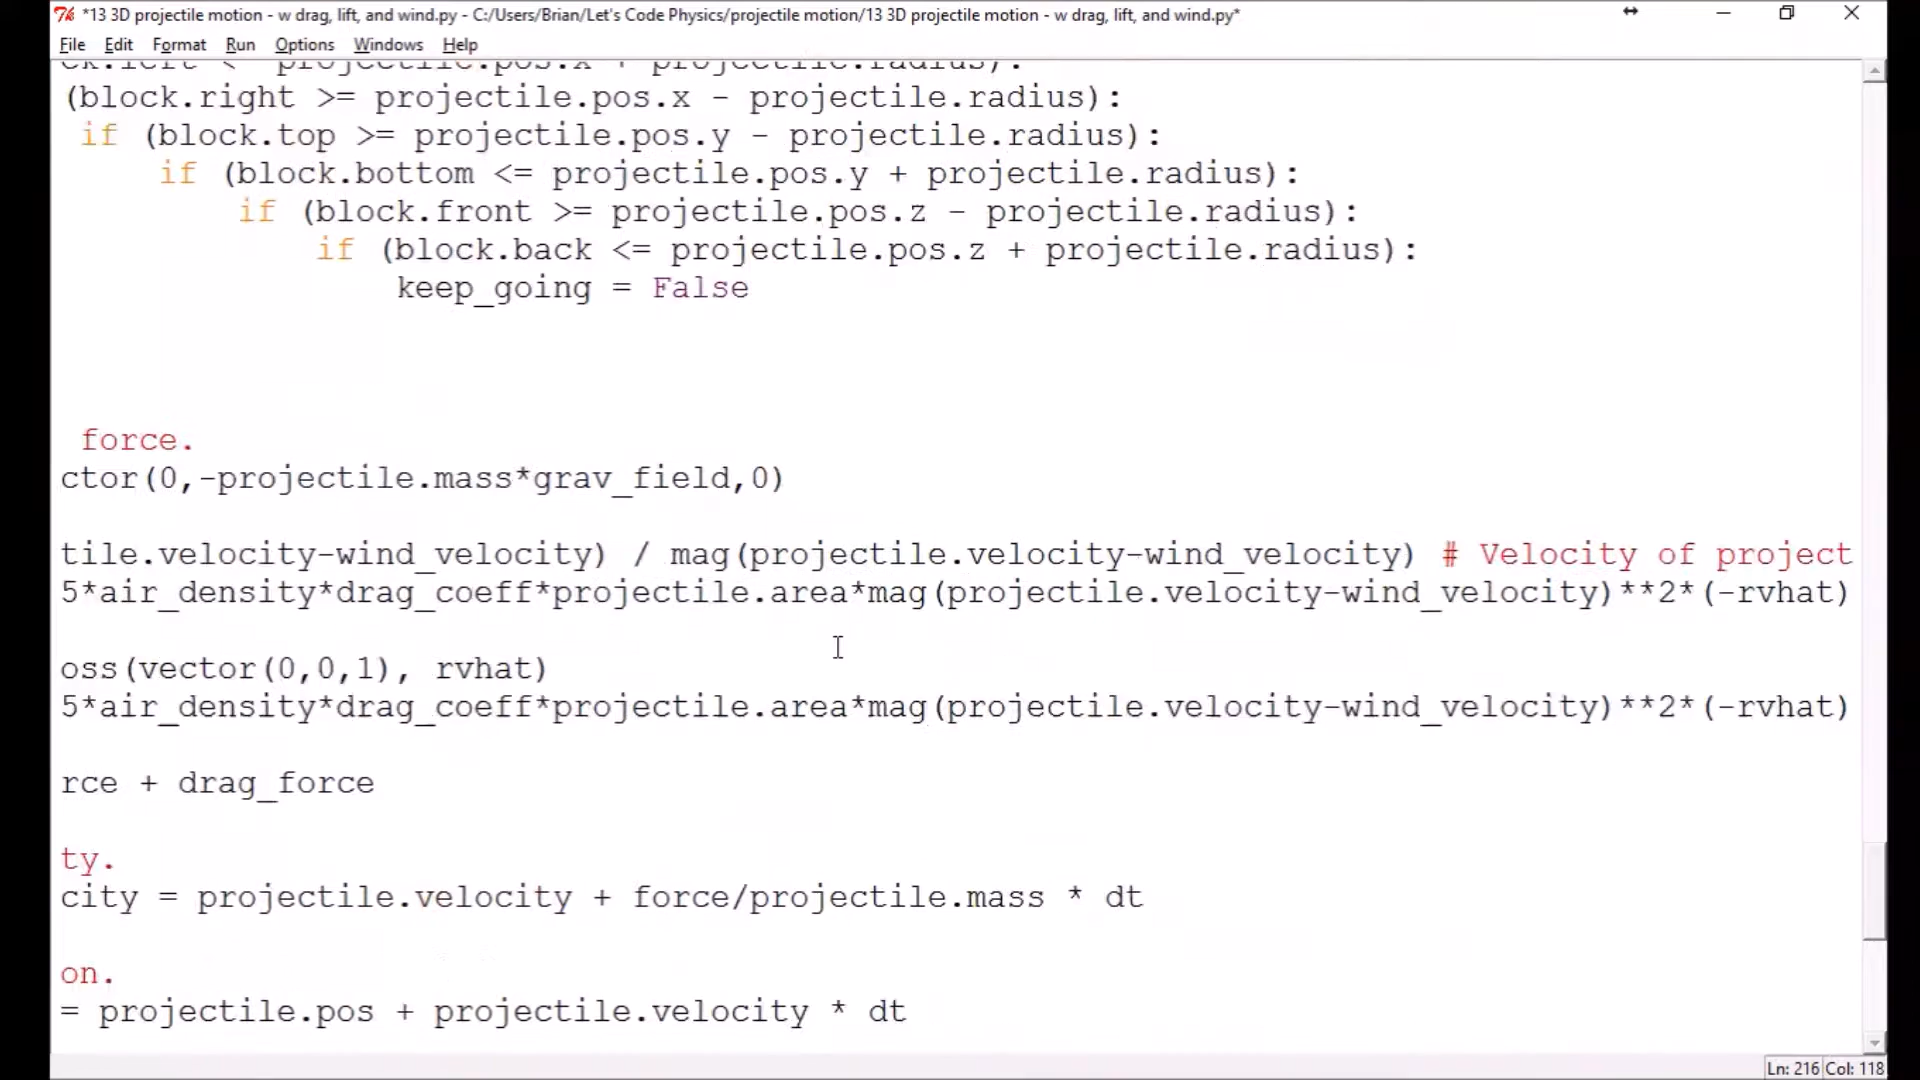 *13 3D projectile motion - w drag, lift, and wind.py - C:/Users/Brian/Let's Code Physics/projectile motion/13 3D projectile motion - w drag, lift, and wind.py*
File Edit Format Run Options Windows Help
ck.left <= projectile.pos.x + projectile.radius):
(block.right >= projectile.pos.x - projectile.radius):
if (block.top >= projectile.pos.y - projectile.radius):
if (block.bottom <= projectile.pos.y + projectile.radius):
if (block.front >= projectile.pos.z - projectile.radius):
if (block.back <= projectile.pos.z + projectile.radius):
keep_going = False
force.
ctor(0,-projectile.mass*grav_field,0)
tile.velocity-wind_velocity) / mag(projectile.velocity-wind_velocity) # Velocity of project
5*air_density*drag_coeff*projectile.area*mag(projectile.velocity-wind_velocity)**2*(-rvhat)
oss(vector(0,0,1), rvhat)
5*air_density*drag_coeff*projectile.area*mag(projectile.velocity-wind_velocity)**2*(-rvhat)
rce + drag_force
ty.
city = projectile.velocity + force/projectile.mass * dt
on.
= projectile.pos + projectile.velocity * dt
Ln: 216 Col: 118